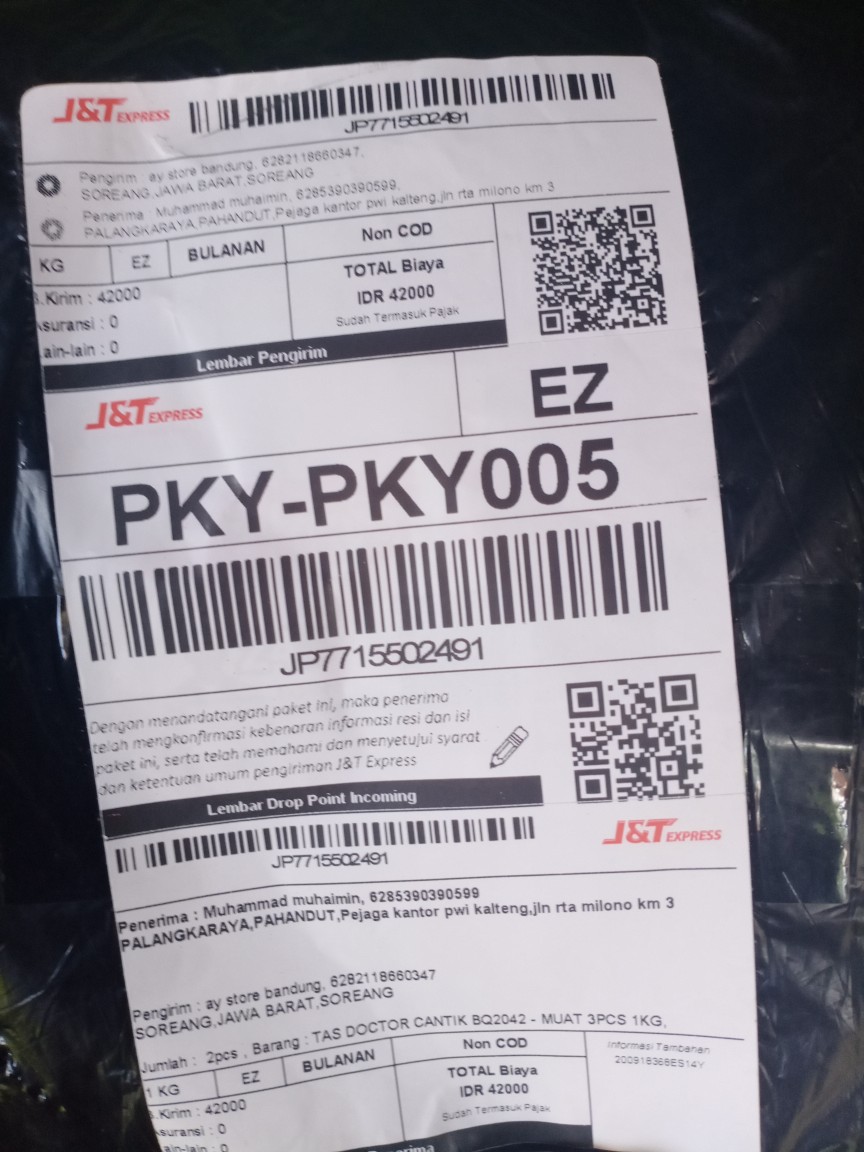 J&T EXPRESS
JP7715502491
Pengirim ay store bandung, 6282118660347,
SOREANG,JAWA BARAT,SOREANG
Penerima Muhammad muhaimin, 6285390390599,
PALANGKARAYA,PAHANDUT,Pejaga kantor pwi kalteng,jln rta milono km 3
KG EZ BULANAN Non COD
.Kirim : 42000
suransi : 0
ain-lain : 0
TOTAL Biaya
IDR 42000
Sudah Termasuk Pajak
Lembar Pengirim
J&T EXPRESS
EZ
PKY-PKY005
JP7715502491
Dengan menandatangani paket ini, maka penerima
telah mengkonfirmasi kebenaran informasi resi dan isi
paket ini, serta telah memahami dan menyetujui syarat
dan ketentuan umum pengiriman J&T Express
Lembar Drop Point Incoming
JP7715502491
J&T EXPRESS
Penerima : Muhammad muhaimin, 6285390390599
PALANGKARAYA,PAHANDUT,Pejaga kantor pwi kalteng,jln rta milono km 3
Pengirim : ay store bandung, 6282118660347
SOREANG,JAWA BARAT,SOREANG
Jumlah : 2pcs , Barang : TAS DOCTOR CANTIK BQ2042 - MUAT 3PCS 1KG,
1 KG EZ BULANAN Non COD
.Kirim : 42000
suransi : 0
ain-lain : 0
TOTAL Biaya
IDR 42000
Sudah Termasuk Pajak
Informasi Tambahan
200918368ES14Y
Penerima